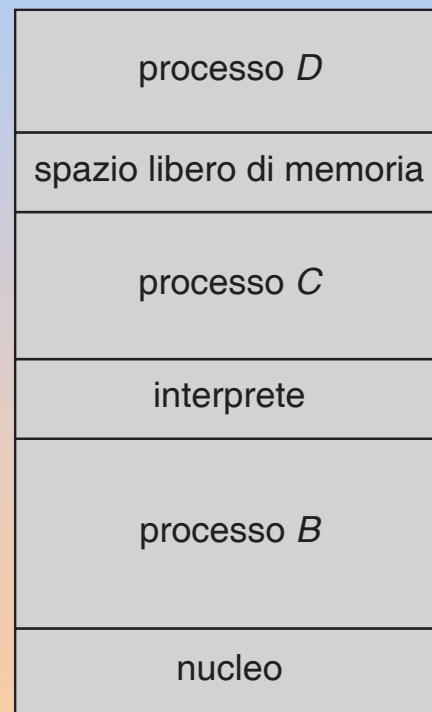 processo D
spazio libero di memoria
processo C
interprete
processo B
nucleo